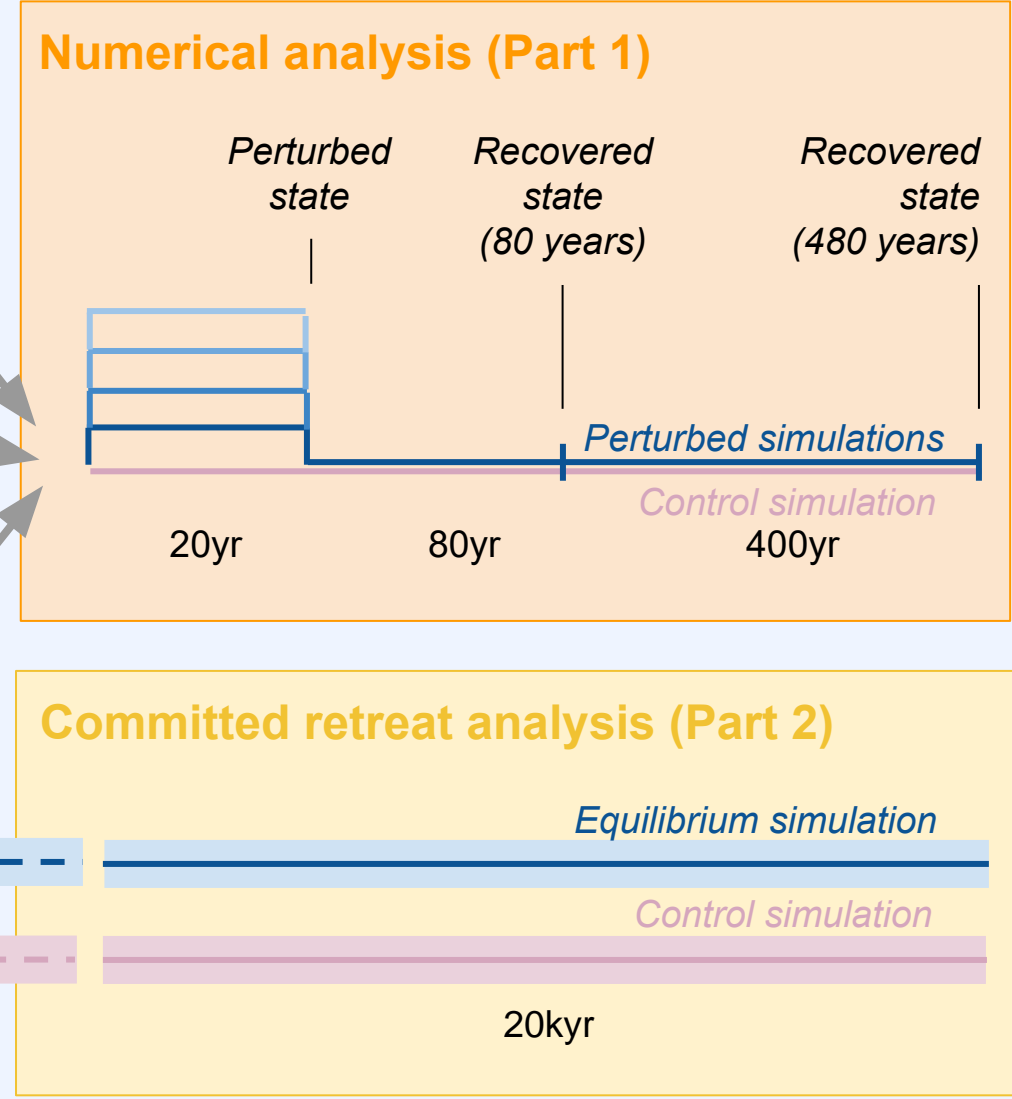 Numerical analysis (Part 1)
Perturbed
state
Recovered
state
(80 years)
Recovered
state
(480 years)
Perturbed simulations
Control simulation
20yr
80yr
400yr
Committed retreat analysis (Part 2)
Equilibrium simulation
Control simulation
20kyr